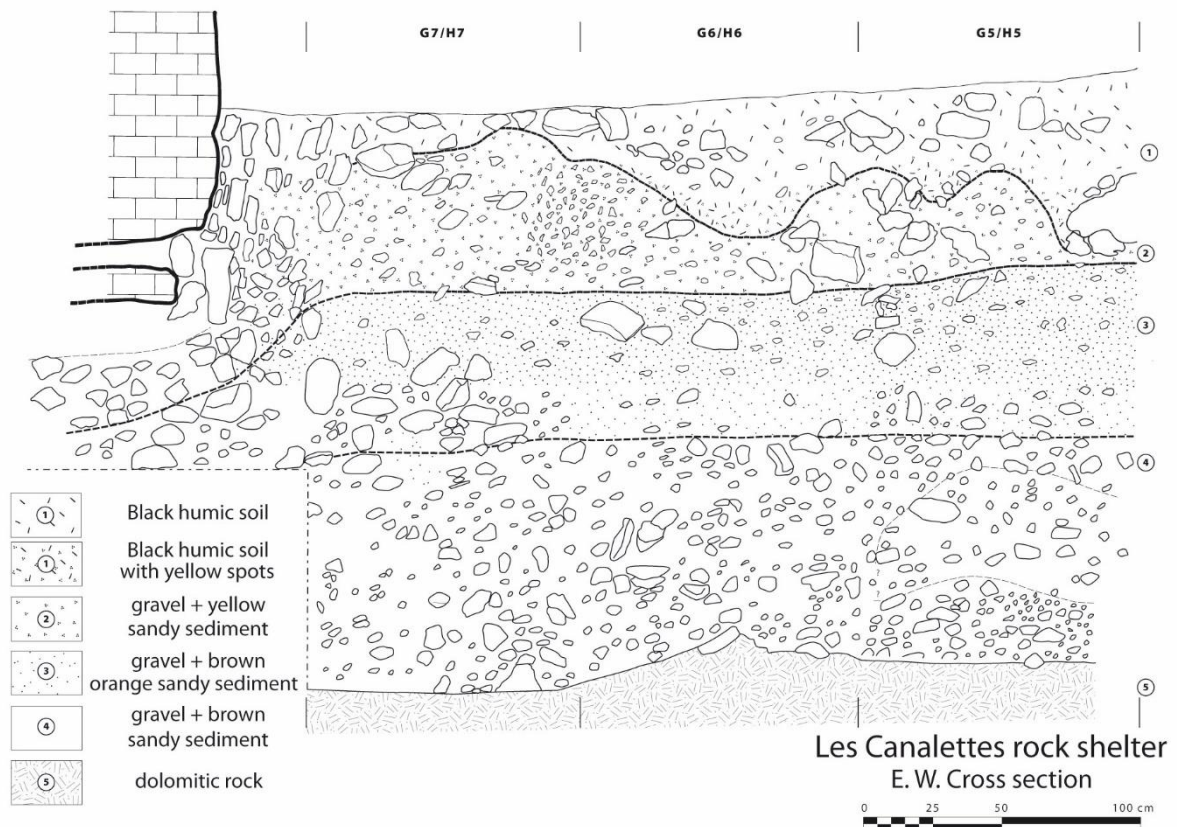 G7/H7
G6/H6
G5/H5
1
2
3
4
5
1
Black humic soil
1
Black humic soil
with yellow spots
2
gravel + yellow
sandy sediment
3
gravel + brown
orange sandy sediment
4
gravel + brown
sandy sediment
5
dolomitic rock
Les Canalettes rock shelter
E. W. Cross section
0 25 50 100 cm